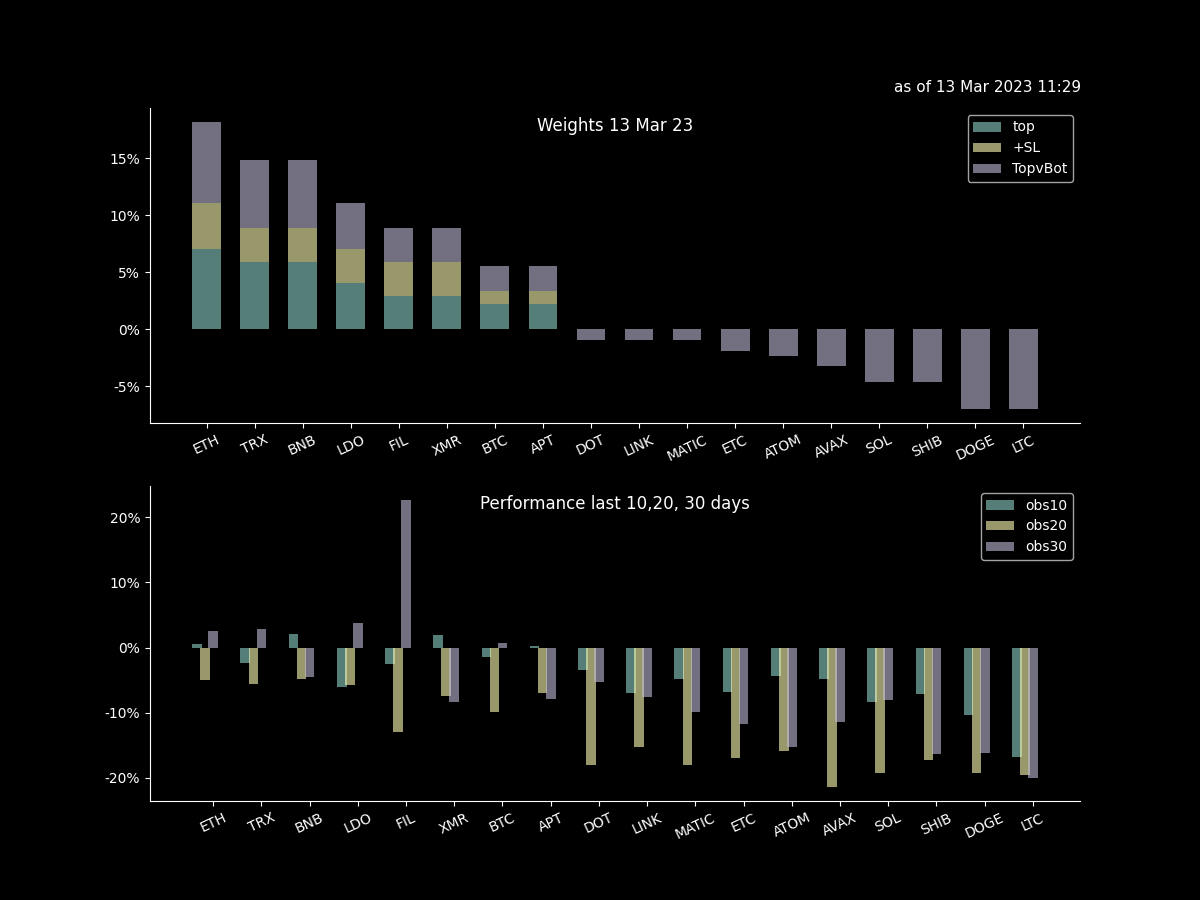 as of 13 Mar 2023 11:29
Weights 13 Mar 23
top
+SL
TopvBot
15%
10%
5%
0%
-5%
ETH TRX BNB LDO FIL XMR BTC APT DOT LINK MATIC ETC ATOM AVAX SOL SHIB DOGE LTC
Performance last 10,20, 30 days
obs10
obs20
obs30
20%
10%
0%
-10%
-20%
ETH TRX BNB LDO FIL XMR BTC APT DOT LINK MATIC ETC ATOM AVAX SOL SHIB DOGE LTC